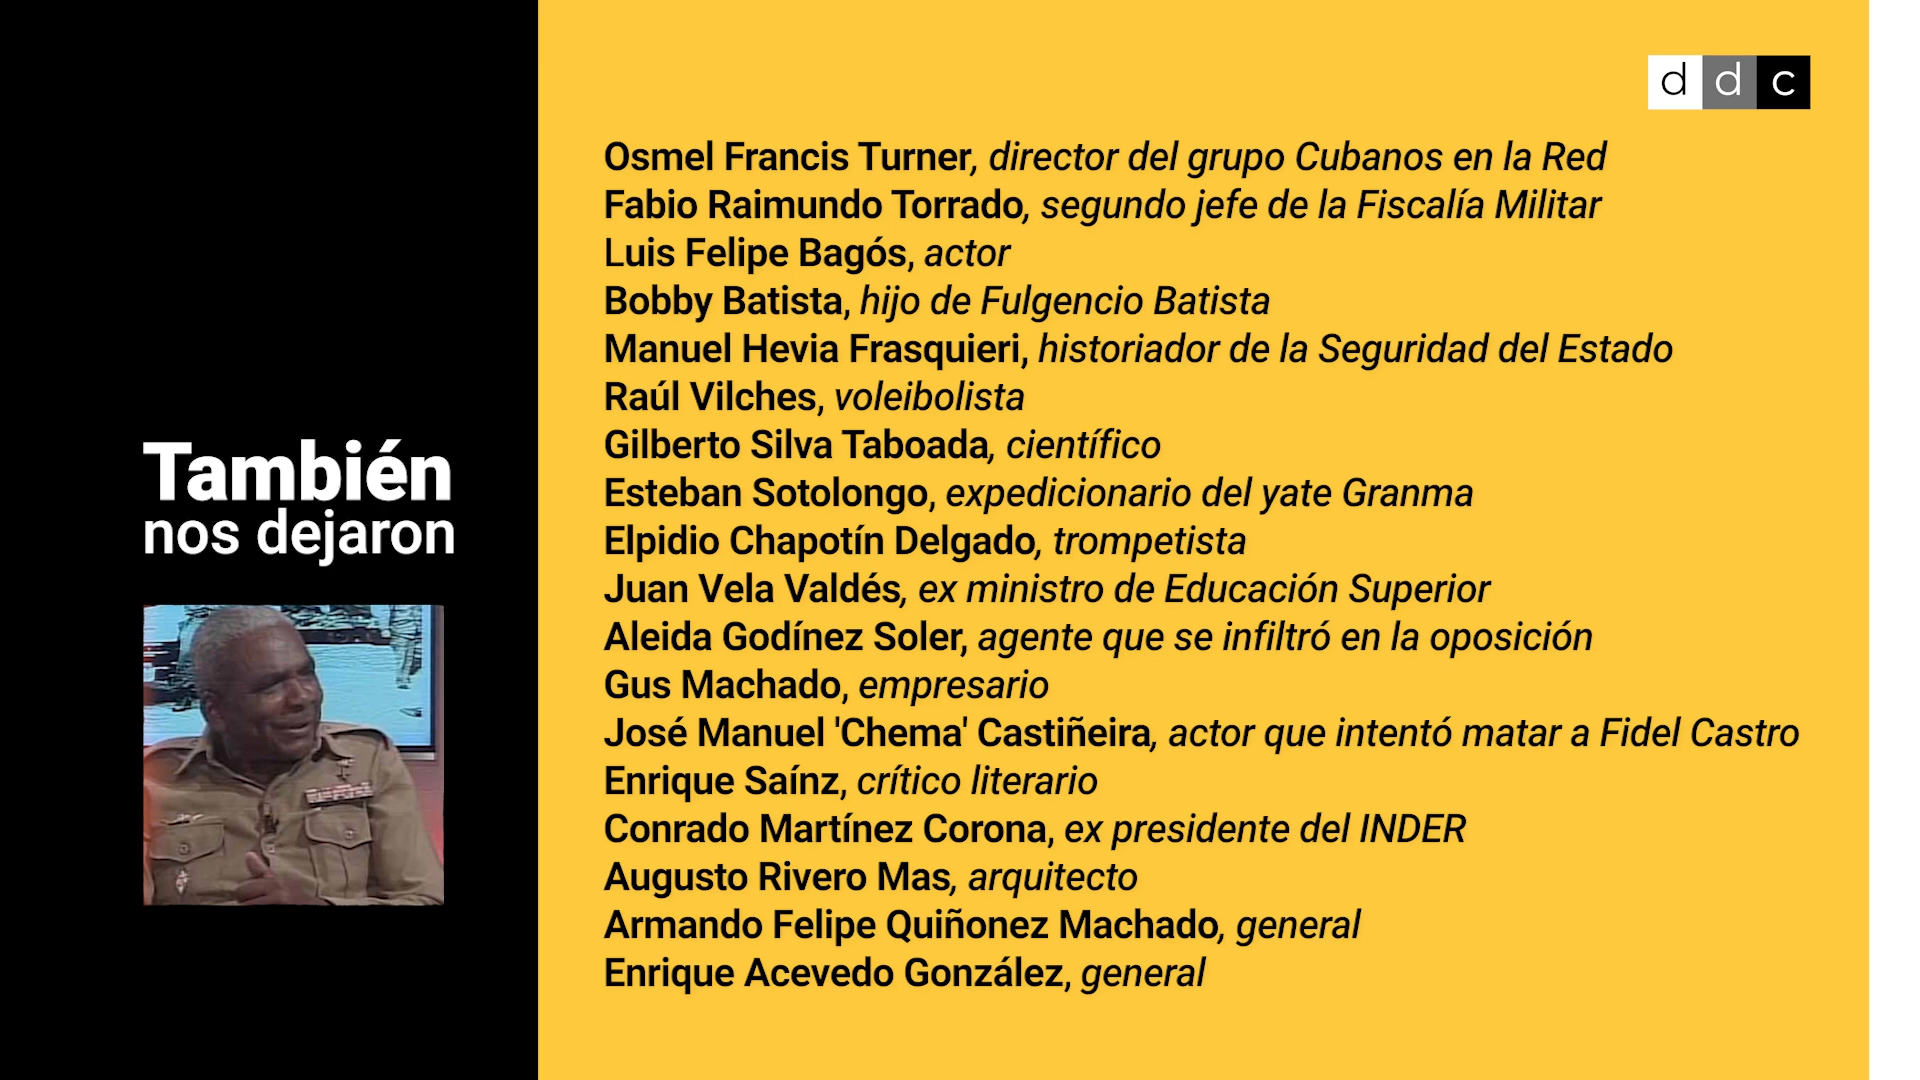 También
nos dejaron
d d c
Osmel Francis Turner, director del grupo Cubanos en la Red
Fabio Raimundo Torrado, segundo jefe de la Fiscalía Militar
Luis Felipe Bagós, actor
Bobby Batista, hijo de Fulgencio Batista
Manuel Hevia Frasquieri, historiador de la Seguridad del Estado
Raúl Vilches, voleibolista
Gilberto Silva Taboada, científico
Esteban Sotolongo, expedicionario del yate Granma
Elpidio Chapotín Delgado, trompetista
Juan Vela Valdés, ex ministro de Educación Superior
Aleida Godínez Soler, agente que se infiltró en la oposición
Gus Machado, empresario
José Manuel 'Chema' Castiñeira, actor que intentó matar a Fidel Castro
Enrique Saínz, crítico literario
Conrado Martínez Corona, ex presidente del INDER
Augusto Rivero Mas, arquitecto
Armando Felipe Quiñonez Machado, general
Enrique Acevedo González, general